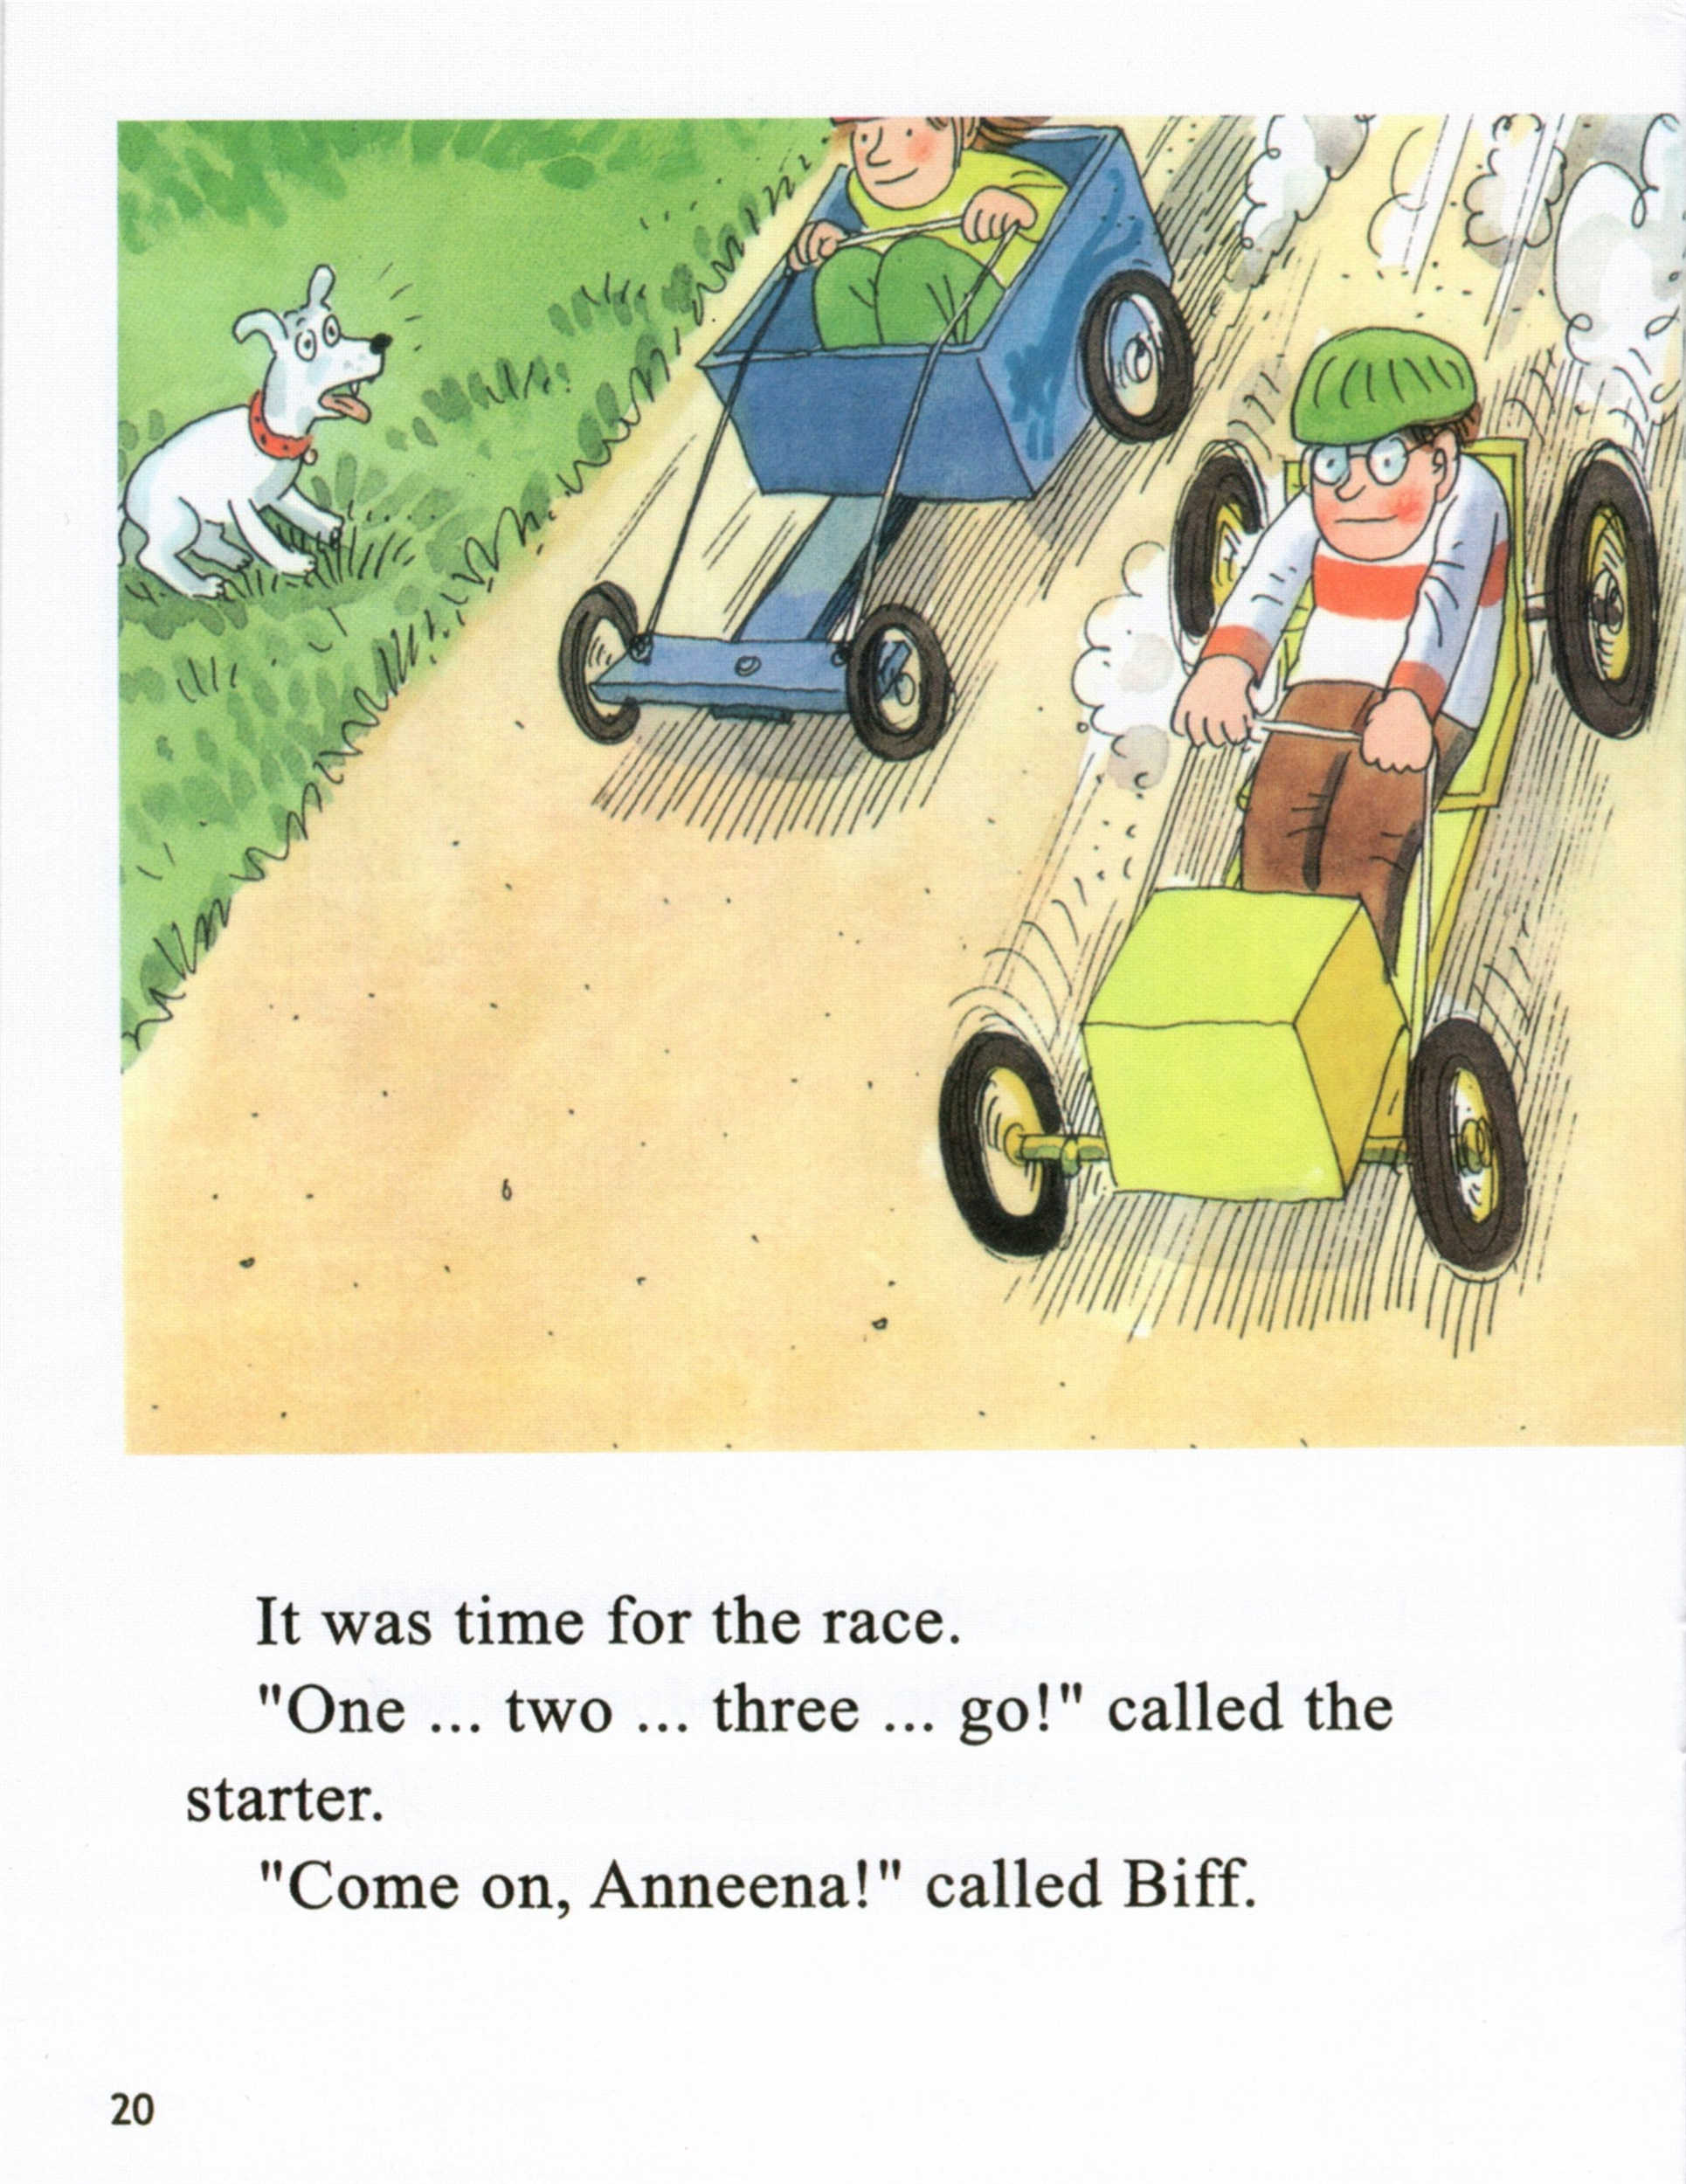 It was time for the race.
"One ... two ... three ... go!" called the
starter.
"Come on, Anneena!" called Biff.
20